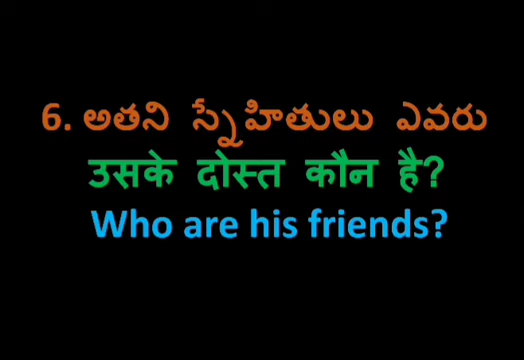 6. అతని స్నేహితులు ఎవరు
उसके दोस्त कौन है?
Who are his friends?